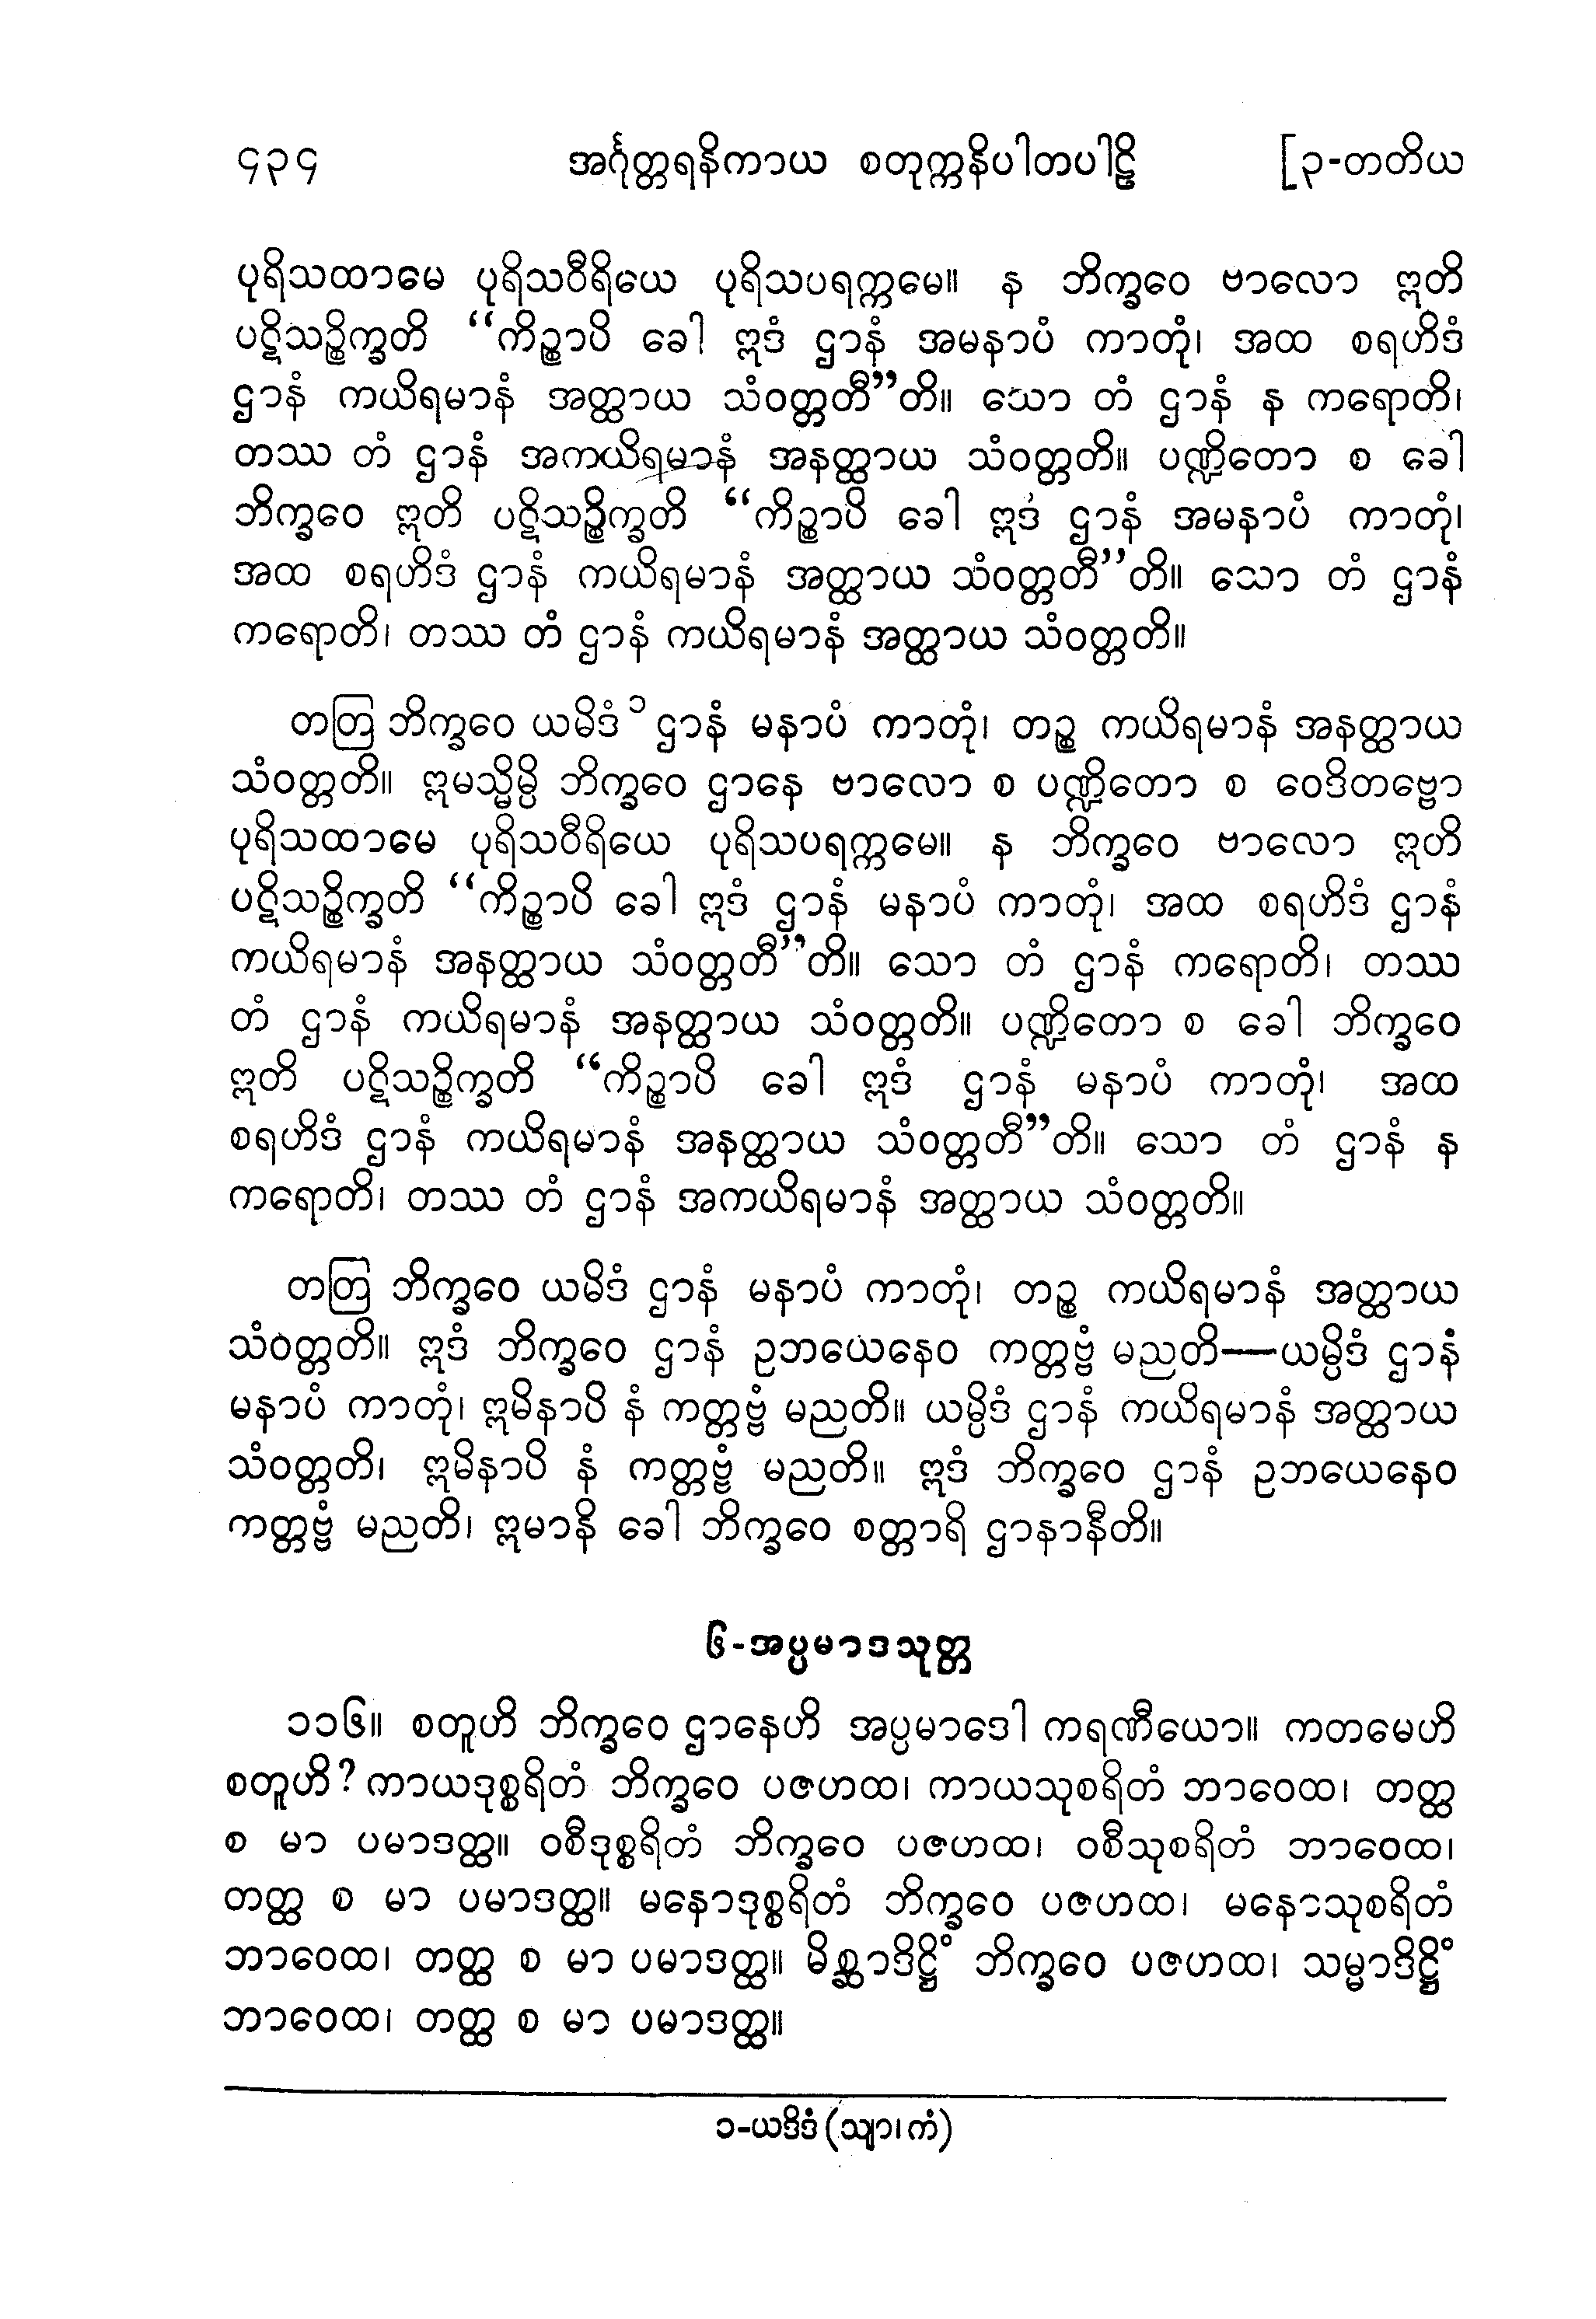 ၄၃၄ အင်္ဂုတ္တရနိကာယ စတုက္ကနိပါတပါဠိ [၃-တတိယ
ပုရိသထာမေ ပုရိသဝီရိယေ ပုရိသပရက္ကမေ။ န ဘိက္ခဝေ ဗာလော ဣတိ
ပဋိသဉ္စိက္ခတိ “ကိဉ္စာပိ ခေါ ဣဒံ ဌာနံ အမနာပံ ကာတုံ၊ အထ စရဟိဒံ
ဌာနံ ကယိရမာနံ အတ္ထာယ သံဝတ္တတီ”တိ။ သော တံ ဌာနံ န ကရောတိ၊
တဿ တံ ဌာနံ အကယိရမာနံ အနတ္ထာယ သံဝတ္တတိ။ ပဏ္ဍိတော စ ခေါ
ဘိက္ခဝေ ဣတိ ပဋိသဉ္စိက္ခတိ “ကိဉ္စာပိ ခေါ ဣဒံ ဌာနံ အမနာပံ ကာတုံ၊
အထ စရဟိဒံ ဌာနံ ကယိရမာနံ အတ္ထာယ သံဝတ္တတီ”တိ။ သော တံ ဌာနံ
ကရောတိ၊ တဿ တံ ဌာနံ ကယိရမာနံ အတ္ထာယ သံဝတ္တတိ။
တတြ ဘိက္ခဝေ ယမိဒံ ၁ ဌာနံ မနာပံ ကာတုံ၊ တဉ္စ ကယိရမာနံ အနတ္ထာယ
သံဝတ္တတိ။ ဣမသ္မိမ္ပိ ဘိက္ခဝေ ဌာနေ ဗာလော စ ပဏ္ဍိတော စ ဝေဒိတဗ္ဗော
ပုရိသထာမေ ပုရိသဝီရိယေ ပုရိသပရက္ကမေ။ န ဘိက္ခဝေ ဗာလော ဣတိ
ပဋိသဉ္စိက္ခတိ “ကိဉ္စာပိ ခေါ ဣဒံ ဌာနံ မနာပံ ကာတုံ၊ အထ စရဟိဒံ ဌာနံ
ကယိရမာနံ အနတ္ထာယ သံဝတ္တတီ”တိ။ သော တံ ဌာနံ ကရောတိ၊ တဿ
တံ ဌာနံ ကယိရမာနံ အနတ္ထာယ သံဝတ္တတိ။ ပဏ္ဍိတော စ ခေါ ဘိက္ခဝေ
ဣတိ ပဋိသဉ္စိက္ခတိ “ကိဉ္စာပိ ခေါ ဣဒံ ဌာနံ မနာပံ ကာတုံ၊ အထ
စရဟိဒံ ဌာနံ ကယိရမာနံ အနတ္ထာယ သံဝတ္တတီ”တိ။ သော တံ ဌာနံ န
ကရောတိ၊ တဿ တံ ဌာနံ အကယိရမာနံ အတ္ထာယ သံဝတ္တတိ။
တတြ ဘိက္ခဝေ ယမိဒံ ဌာနံ မနာပံ ကာတုံ၊ တဉ္စ ကယိရမာနံ အတ္ထာယ
သံဝတ္တတိ။ ဣဒံ ဘိက္ခဝေ ဌာနံ ဥဘယေနေဝ ကတ္တဗ္ဗံ မညတိ—ယမ္ပိဒံ ဌာနံ
မနာပံ ကာတုံ၊ ဣမိနာပိ နံ ကတ္တဗ္ဗံ မညတိ။ ယမ္ပိဒံ ဌာနံ ကယိရမာနံ အတ္ထာယ
သံဝတ္တတိ၊ ဣမိနာပိ နံ ကတ္တဗ္ဗံ မညတိ။ ဣဒံ ဘိက္ခဝေ ဌာနံ ဥဘယေနေဝ
ကတ္တဗ္ဗံ မညတိ၊ ဣမာနိ ခေါ ဘိက္ခဝေ စတ္တာရိ ဌာနာနီတိ။
၆-အပ္ပမာဒသုတ္တ
၁၁၆။ စတူဟိ ဘိက္ခဝေ ဌာနေဟိ အပ္ပမာဒေါ ကရဏီယော။ ကတမေဟိ
စတူဟိ? ကာယဒုစ္စရိတံ ဘိက္ခဝေ ပဇဟထ၊ ကာယသုစရိတံ ဘာဝေထ၊ တတ္ထ
စ မာ ပမာဒတ္ထ။ ဝစီဒုစ္စရိတံ ဘိက္ခဝေ ပဇဟထ၊ ဝစီသုစရိတံ ဘာဝေထ၊
တတ္ထ စ မာ ပမာဒတ္ထ။ မနောဒုစ္စရိတံ ဘိက္ခဝေ ပဇဟထ၊ မနောသုစရိတံ
ဘာဝေထ၊ တတ္ထ စ မာ ပမာဒတ္ထ။ မိစ္ဆာဒိဋ္ဌိံ ဘိက္ခဝေ ပဇဟထ၊ သမ္မာဒိဋ္ဌိံ
ဘာဝေထ၊ တတ္ထ စ မာ ပမာဒတ္ထ။
၁-ယဒိဒံ (သျာ၊ ကံ)